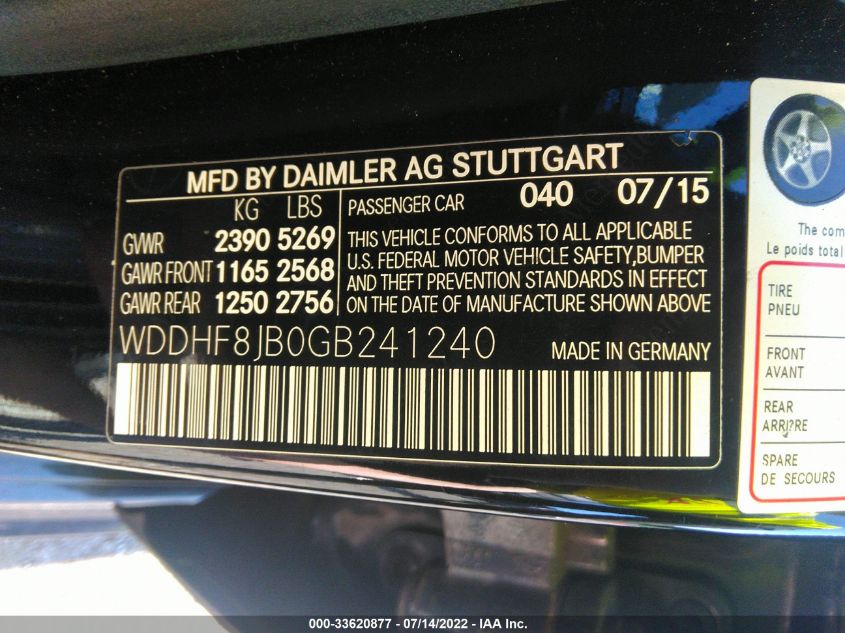 MFD BY DAIMLER AG STUTTGART
KG LBS
GVWR 2390 5269
GAWR FRONT 1165 2568
GAWR REAR 1250 2756
PASSENGER CAR 040 07/15
THIS VEHICLE CONFORMS TO ALL APPLICABLE
U.S. FEDERAL MOTOR VEHICLE SAFETY, BUMPER
AND THEFT PREVENTION STANDARDS IN EFFECT
ON THE DATE OF MANUFACTURE SHOWN ABOVE
WDDHF8JB0GB241240
MADE IN GERMANY
The com
Le poids total
TIRE
PNEU
FRONT
AVANT
REAR
ARRI?RE
SPARE
DE SECOURS
000-33620877 - 07/14/2022 - IAA Inc.